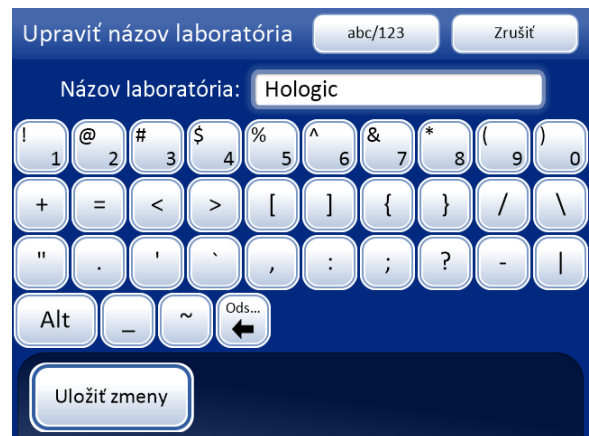 Upraviť názov laboratória abc/123 Zrušiť
Názov laboratória: Hologic
! 1 @ 2 # 3 $ 4 % 5 ^ 6 & 7 * 8 ( 9 ) 0
+ = < > [ ] { } / \
" . ' ` , : ; ? - |
Alt _ ~ Ods...
Uložiť zmeny